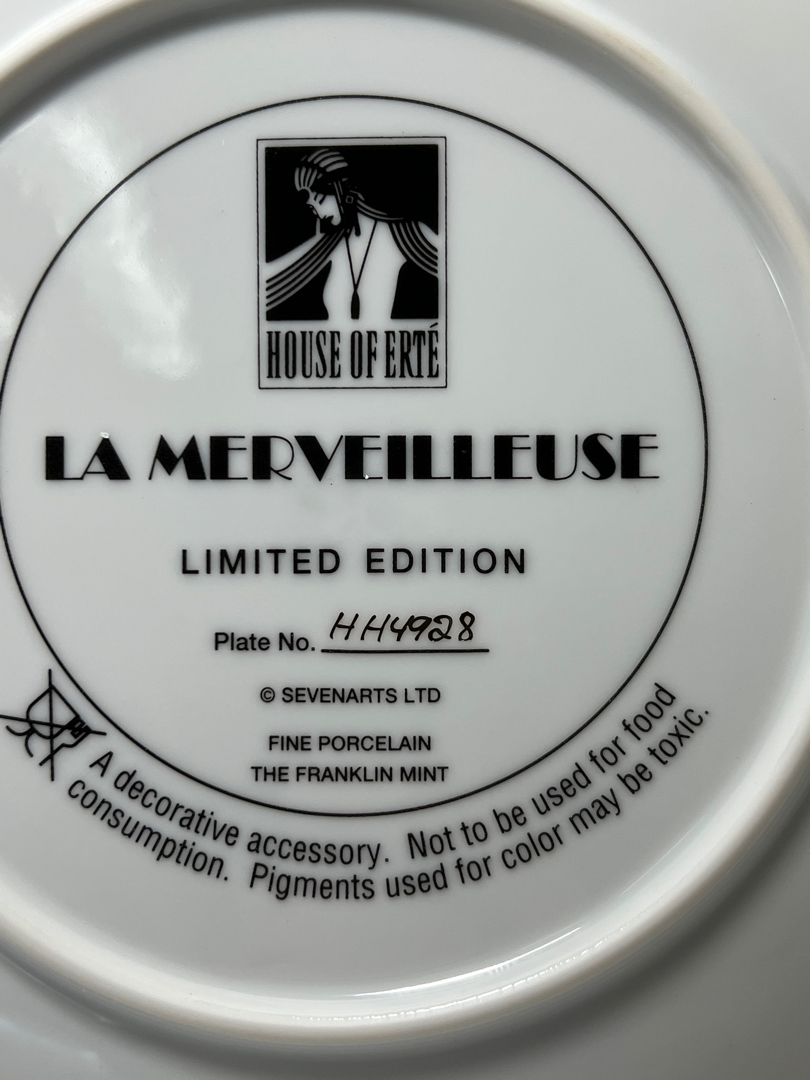 HOUSE OF ERTÉ
LA MERVEILLEUSE
LIMITED EDITION
Plate No. HH4928
© SEVENARTS LTD
FINE PORCELAIN
THE FRANKLIN MINT
A decorative accessory. Not to be used for food
consumption. Pigments used for color may be toxic.